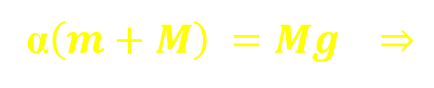 α(m + M) = Mg ⇒